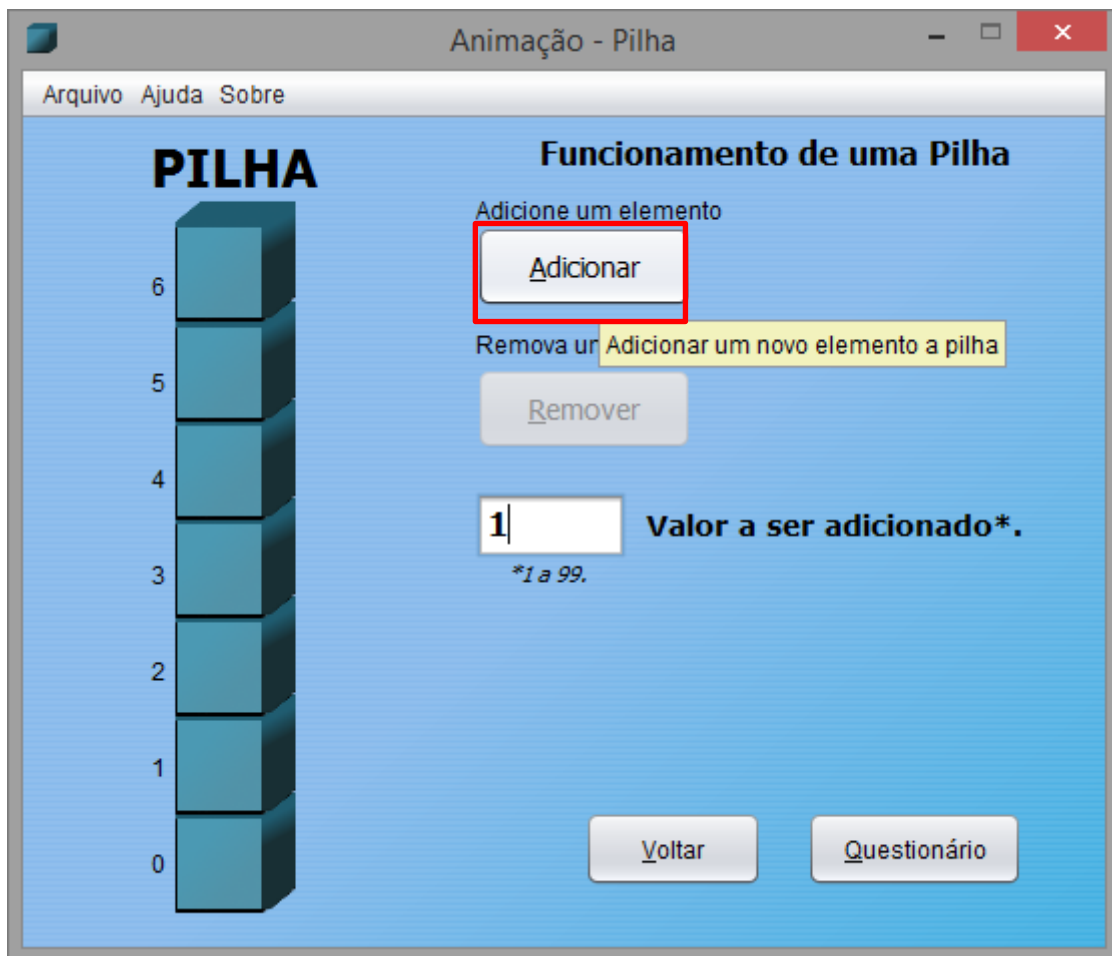 Animação - Pilha
Arquivo Ajuda Sobre
PILHA
6
5
4
3
2
1
0
Funcionamento de uma Pilha
Adicione um elemento
Adicionar
Remova ur
Adicionar um novo elemento a pilha
Remover
1
Valor a ser adicionado*.
*1 a 99.
Voltar
Questionário